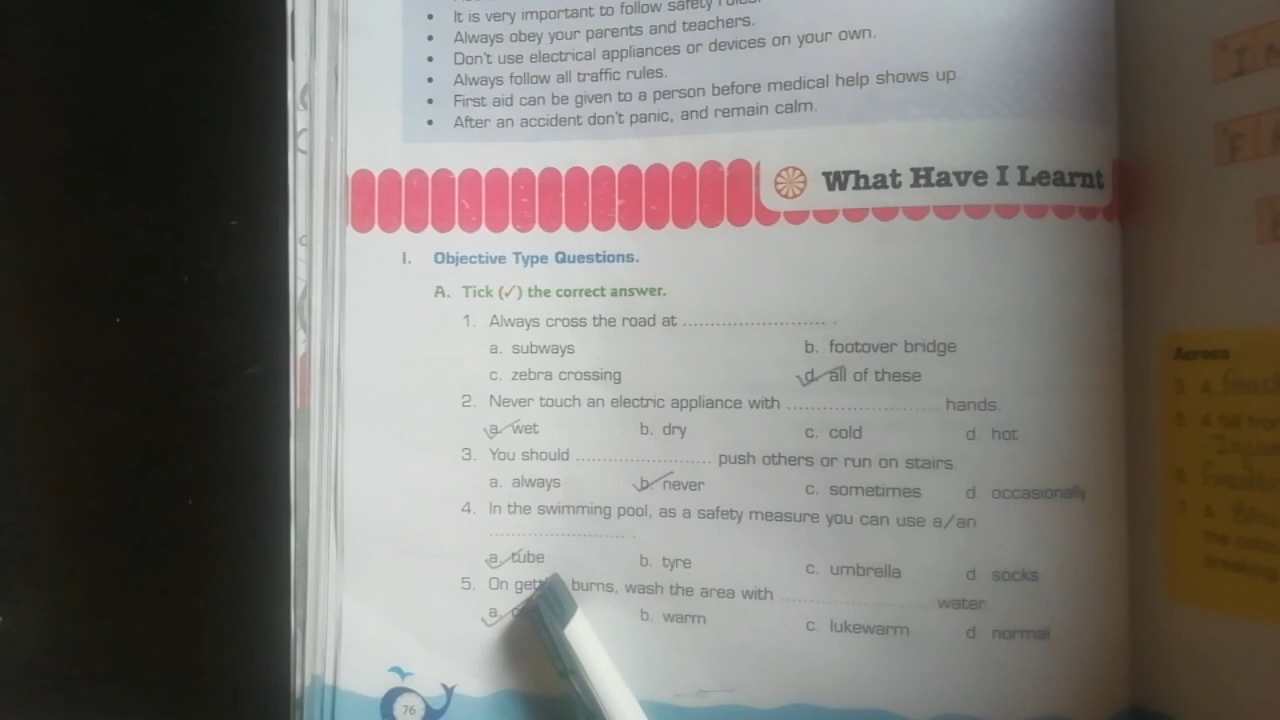 It is very important to follow safety rules.
• Always obey your parents and teachers.
• Don't use electrical appliances or devices on your own.
• Always follow all traffic rules.
• First aid can be given to a person before medical help shows up.
• After an accident don't panic, and remain calm.
What Have I Learnt
I. Objective Type Questions.
A. Tick (✓) the correct answer.
1. Always cross the road at ........................... .
a. subways b. footover bridge
c. zebra crossing d. all of these
2. Never touch an electric appliance with ........................... hands.
a. wet b. dry c. cold d. hot
3. You should ........................... push others or run on stairs.
a. always b. never c. sometimes d. occasionally
4. In the swimming pool, as a safety measure you can use a/an
........................... .
a. tube b. tyre c. umbrella d. socks
5. On burns, wash the area with ........................... water.
a. b. warm c. lukewarm d. normal
76
Across